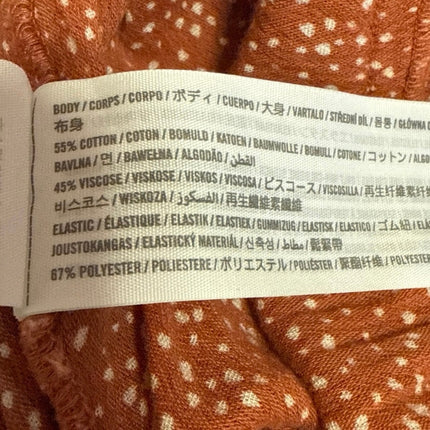 BODY / CORPS / CORPO / ボディ / CUERPO / 大身 / VARTALO / STŘEDNÍ DÍL / 몸통 / GŁÓWNA
布身
55% COTTON / COTON / BOMULD / KATOEN / BAUMWOLLE / BOMULL / COTONE / コットン / ALGO
BAVLNA / 면 / BAWEŁNA / ALGODÃO / القطن
45% VISCOSE / VISKOSE / VISKOS / VISCOSA / ビスコース / VISCOSILLA / 再生纤维素纤维
비스코스 / WISKOZA / الفسكوز / 再生纖維素纖維
ELASTIC / ÉLASTIQUE / ELASTIK / ELASTIEK / GUMMIZUG / ELASTISK / ELASTICO / ゴム紐
JOUSTOKANGAS / ELASTICKÝ MATERIÁL / 신축성 / مطاط / 鬆緊帶
67% POLYESTER / POLIESTERE / ポリエステル / POLIÉSTER / 聚酯纤维 / POLYESTER